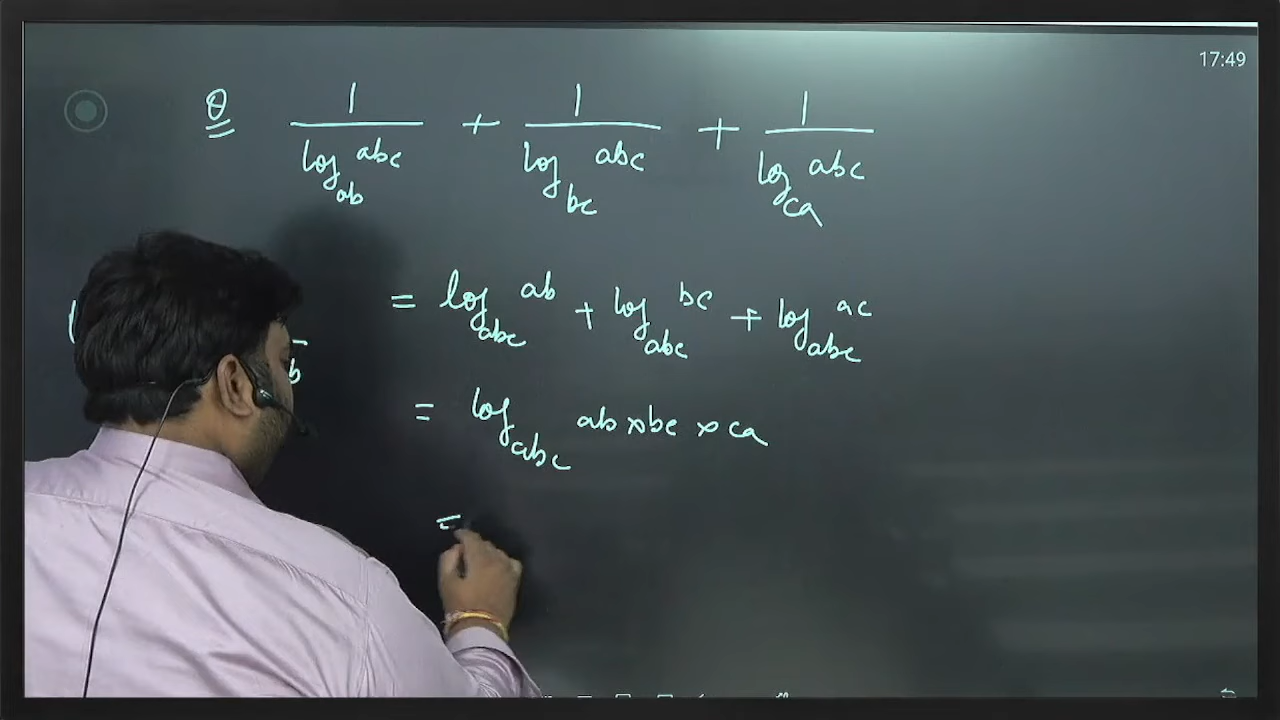 17:49
Q 1/log_ab abc + 1/log_bc abc + 1/log_ca abc
= log_abc ab + log_abc bc + log_abc ac
b
= log_abc ab × bc × ca
=